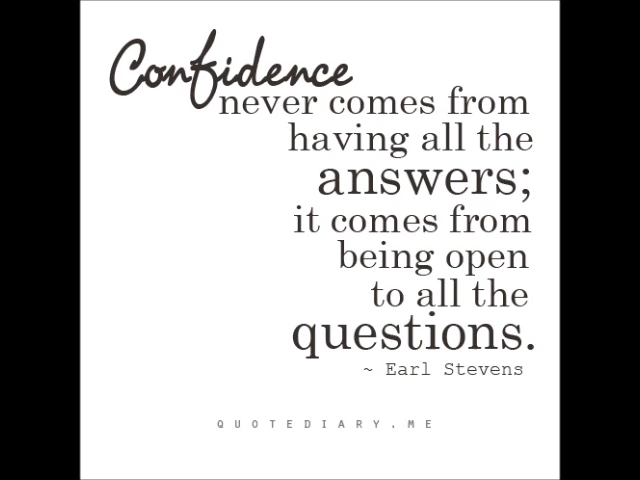 Confidence
never comes from
having all the
answers;
it comes from
being open
to all the
questions.
~ Earl Stevens
QUOTEDIARY.ME